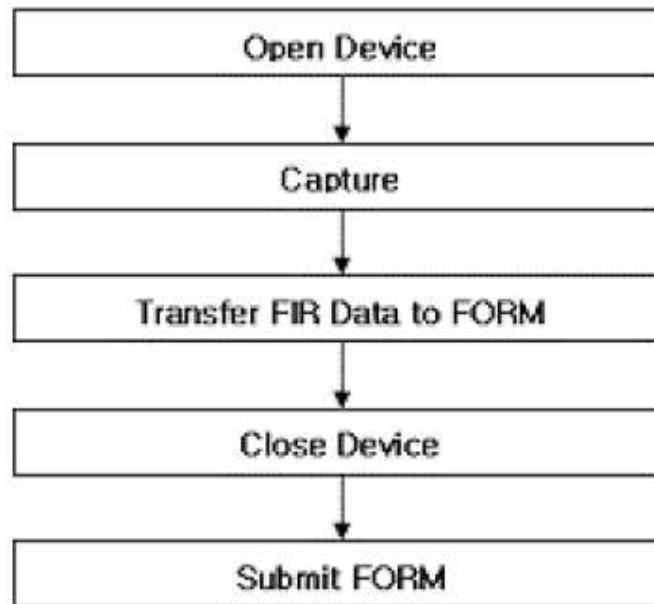 Open Device
Capture
Transfer FIR Data to FORM
Close Device
Submit FORM